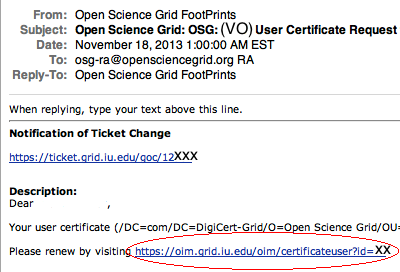 From: Open Science Grid FootPrints
Subject: Open Science Grid: OSG: (VO) User Certificate Request
Date: November 18, 2013 1:00:00 AM EST
To: osg-ra@opensciencegrid.org RA
Reply-To: Open Science Grid FootPrints
When replying, type your text above this line.
Notification of Ticket Change
https://ticket.grid.iu.edu/goc/12XXX
Description:
Dear ,
Your user certificate (/DC=com/DC=DigiCert-Grid/O=Open Science Grid/OU=
Please renew by visiting https://oim.grid.iu.edu/oim/certificateuser?id=XX